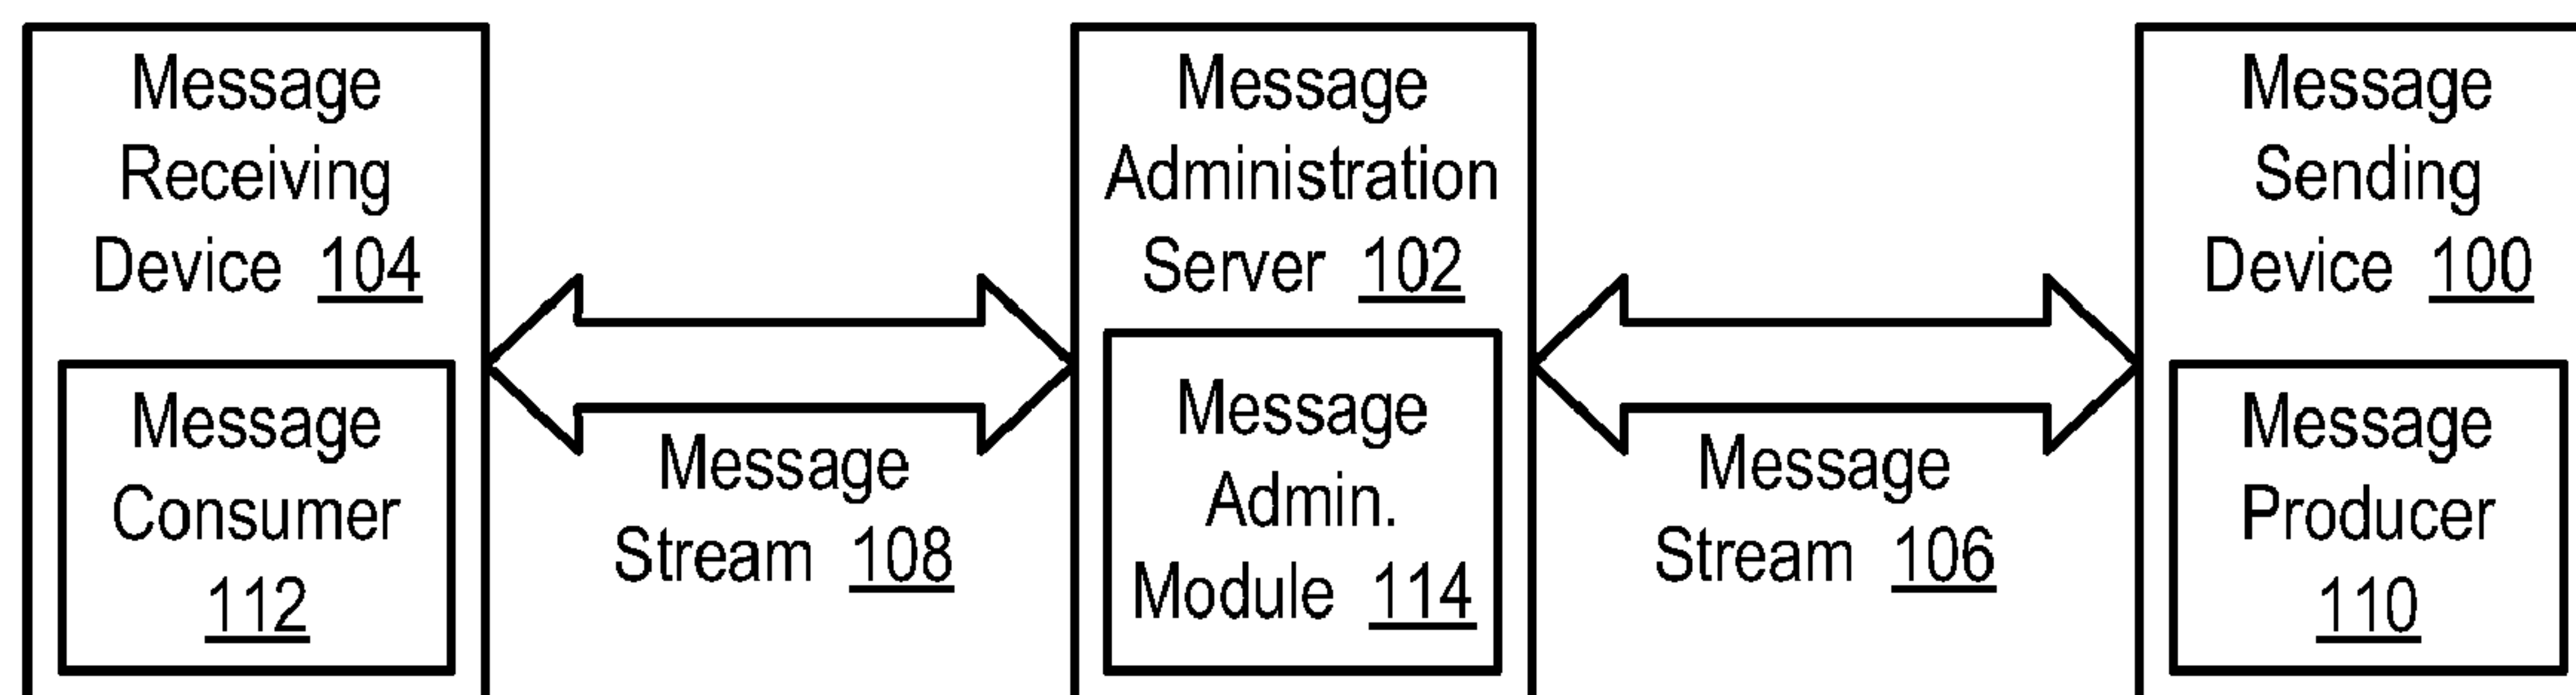 Message
Receiving
Device 104
Message
Consumer
112
Message
Stream 108
Message
Administration
Server 102
Message
Admin.
Module 114
Message
Stream 106
Message
Sending
Device 100
Message
Producer
110